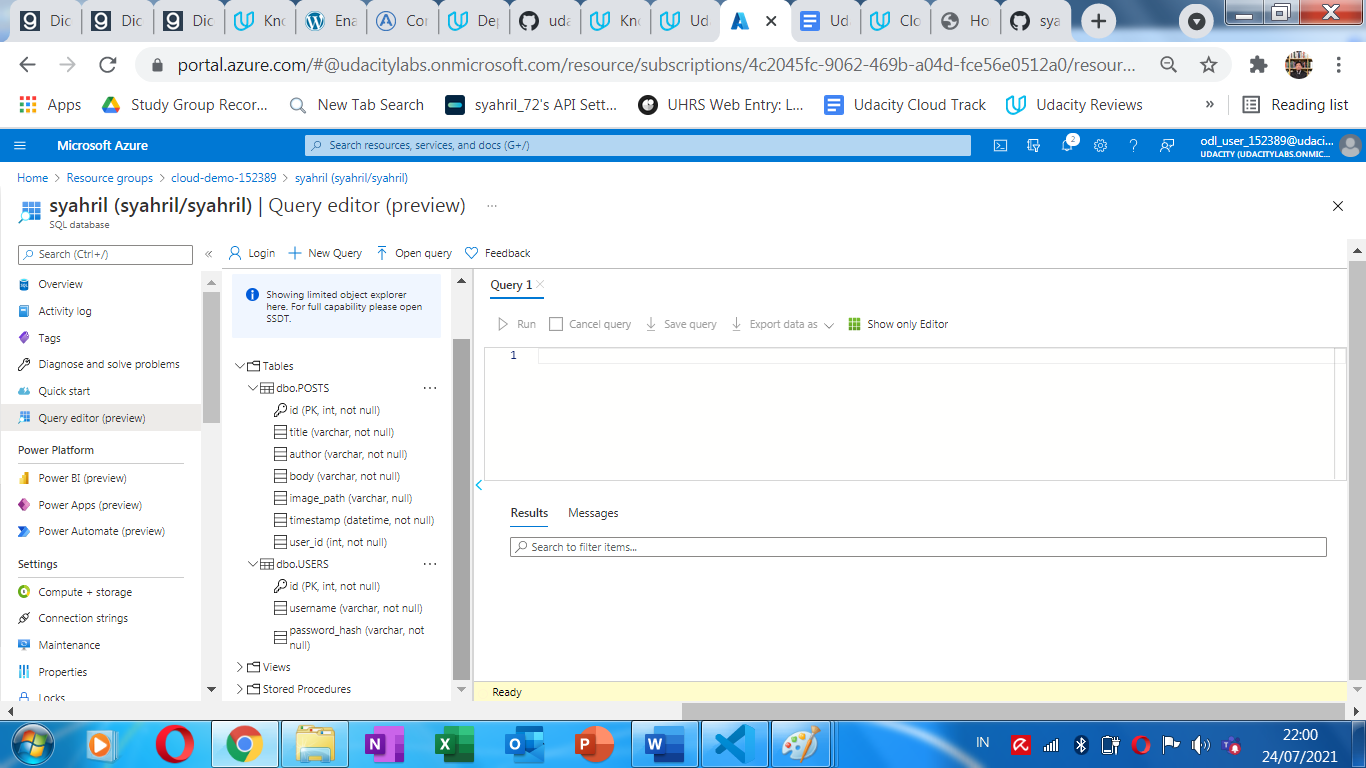 Dic
Dic
Dic
Kno
Ena
Cor
Dep
uda
Kno
Uda
Ud
Clo
Ho
sya
portal.azure.com/#@udacitylabs.onmicrosoft.com/resource/subscriptions/4c2045fc-9062-469b-a04d-fce56e0512a0/resour...
Apps
Study Group Recor...
New Tab Search
syahril_72's API Sett...
UHRS Web Entry: L...
Udacity Cloud Track
Udacity Reviews
»
Reading list
Microsoft Azure
Search resources, services, and docs (G+/)
2
odl_user_152389@udaci...
UDACITY (UDACITYLABS.ONMIC...
Home > Resource groups > cloud-demo-152389 > syahril (syahril/syahril)
syahril (syahril/syahril) | Query editor (preview) ...
SQL database
Search (Ctrl+/)
«
Overview
Activity log
Tags
Diagnose and solve problems
Quick start
Query editor (preview)
Power Platform
Power BI (preview)
Power Apps (preview)
Power Automate (preview)
Settings
Compute + storage
Connection strings
Maintenance
Properties
Locks
Login
New Query
Open query
Feedback
Showing limited object explorer
here. For full capability please open
SSDT.
Tables
dbo.POSTS ...
id (PK, int, not null)
title (varchar, not null)
author (varchar, not null)
body (varchar, not null)
image_path (varchar, null)
timestamp (datetime, not null)
user_id (int, not null)
dbo.USERS ...
id (PK, int, not null)
username (varchar, not null)
password_hash (varchar, not
null)
Views
Stored Procedures
Query 1
Run
Cancel query
Save query
Export data as
Show only Editor
1
Results
Messages
Search to filter items...
Ready
IN
22:00
24/07/2021